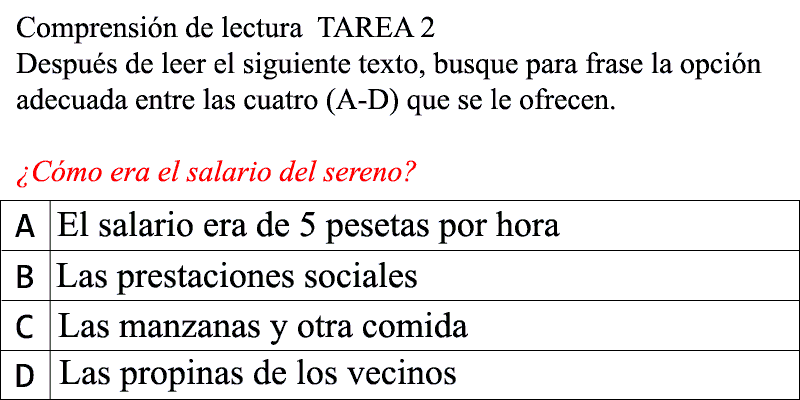 Comprensión de lectura TAREA 2
Después de leer el siguiente texto, busque para frase la opción
adecuada entre las cuatro (A-D) que se le ofrecen.
¿Cómo era el salario del sereno?
A El salario era de 5 pesetas por hora
B Las prestaciones sociales
C Las manzanas y otra comida
D Las propinas de los vecinos